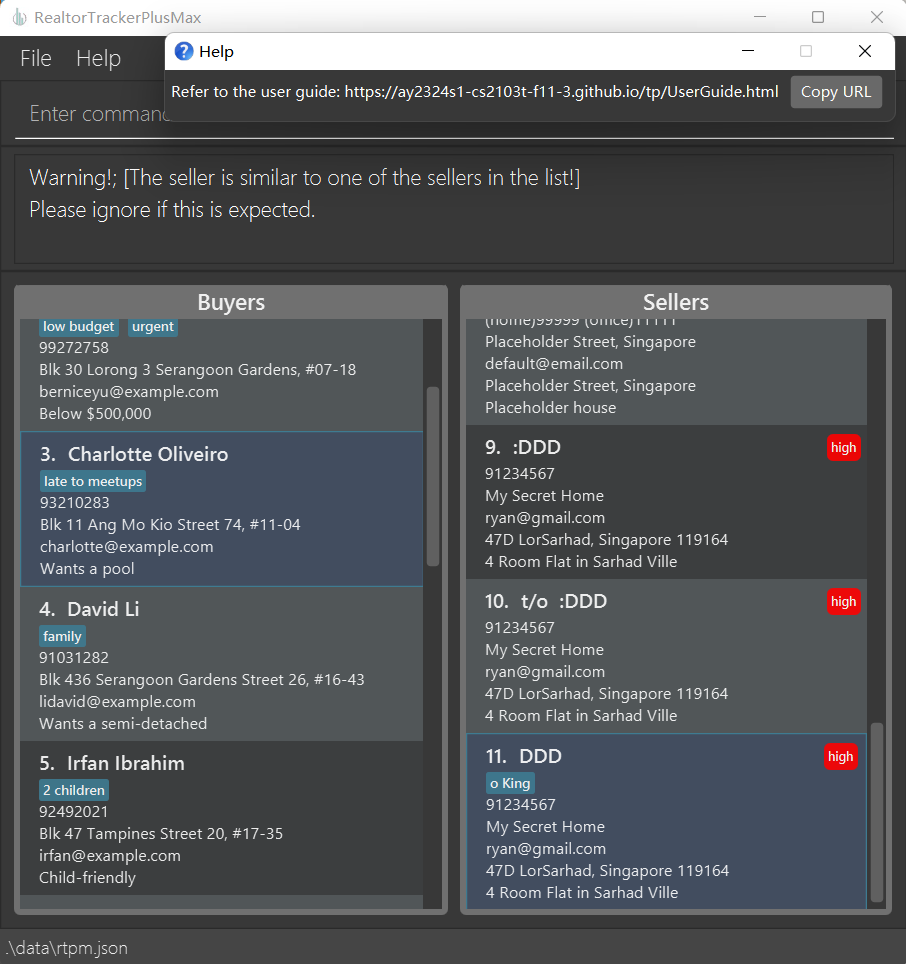 RealtorTrackerPlusMax
Help
File Help
Refer to the user guide: https://ay2324s1-cs2103t-f11-3.github.io/tp/UserGuide.html Copy URL
Enter command
Warning!; [The seller is similar to one of the sellers in the list!]
Please ignore if this is expected.
Buyers
low budget urgent
99272758
Blk 30 Lorong 3 Serangoon Gardens, #07-18
berniceyu@example.com
Below $500,000
3. Charlotte Oliveiro
late to meetups
93210283
Blk 11 Ang Mo Kio Street 74, #11-04
charlotte@example.com
Wants a pool
4. David Li
family
91031282
Blk 436 Serangoon Gardens Street 26, #16-43
lidavid@example.com
Wants a semi-detached
5. Irfan Ibrahim
2 children
92492021
Blk 47 Tampines Street 20, #17-35
irfan@example.com
Child-friendly
Sellers
(home)99999 (office)11111
Placeholder Street, Singapore
default@email.com
Placeholder Street, Singapore
Placeholder house
9. :DDD high
91234567
My Secret Home
ryan@gmail.com
47D LorSarhad, Singapore 119164
4 Room Flat in Sarhad Ville
10. t/o :DDD high
91234567
My Secret Home
ryan@gmail.com
47D LorSarhad, Singapore 119164
4 Room Flat in Sarhad Ville
11. DDD high
o King
91234567
My Secret Home
ryan@gmail.com
47D LorSarhad, Singapore 119164
4 Room Flat in Sarhad Ville
.\data\rtpm.json